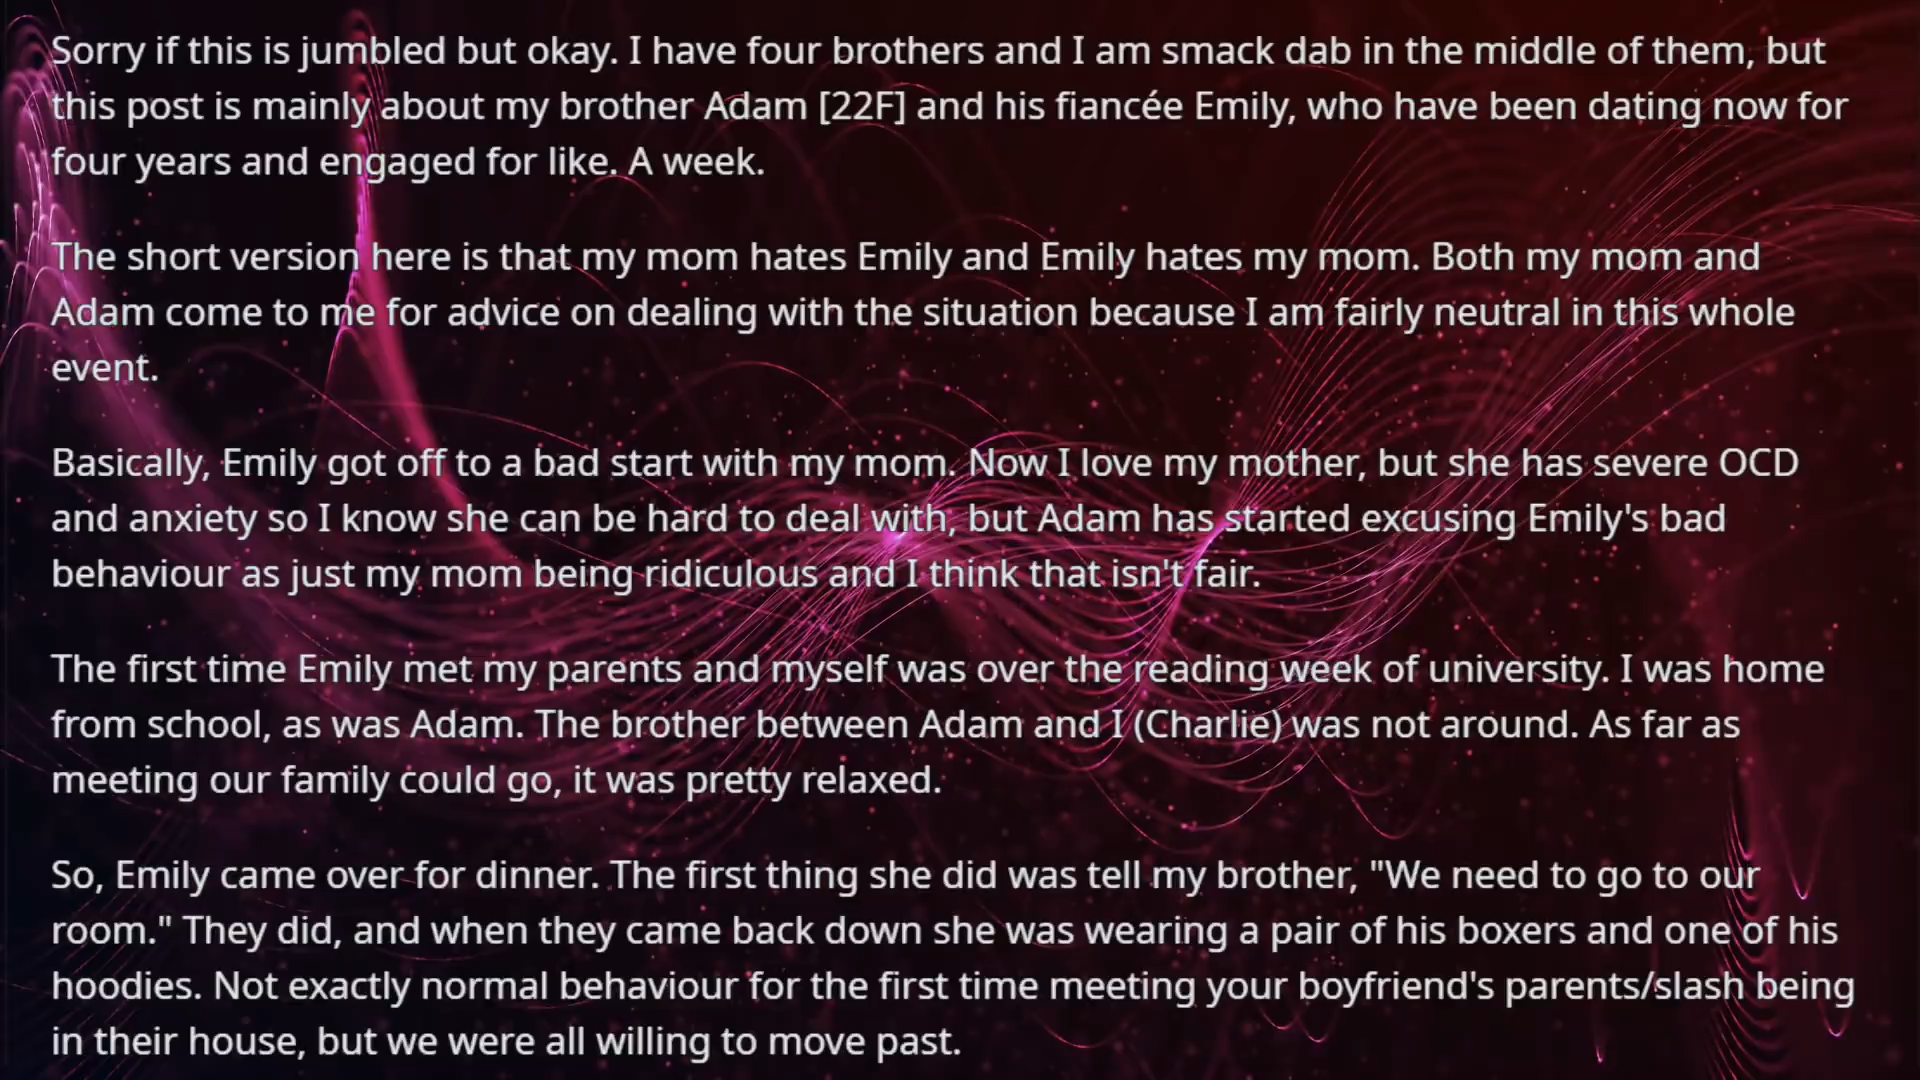 Sorry if this is jumbled but okay. I have four brothers and I am smack dab in the middle of them, but
this post is mainly about my brother Adam [22F] and his fiancée Emily, who have been dating now for
four years and engaged for like. A week.
The short version here is that my mom hates Emily and Emily hates my mom. Both my mom and
Adam come to me for advice on dealing with the situation because I am fairly neutral in this whole
event.
Basically, Emily got off to a bad start with my mom. Now I love my mother, but she has severe OCD
and anxiety so I know she can be hard to deal with, but Adam has started excusing Emily's bad
behaviour as just my mom being ridiculous and I think that isn't fair.
The first time Emily met my parents and myself was over the reading week of university. I was home
from school, as was Adam. The brother between Adam and I (Charlie) was not around. As far as
meeting our family could go, it was pretty relaxed.
So, Emily came over for dinner. The first thing she did was tell my brother, "We need to go to our
room." They did, and when they came back down she was wearing a pair of his boxers and one of his
hoodies. Not exactly normal behaviour for the first time meeting your boyfriend's parents/slash being
in their house, but we were all willing to move past.